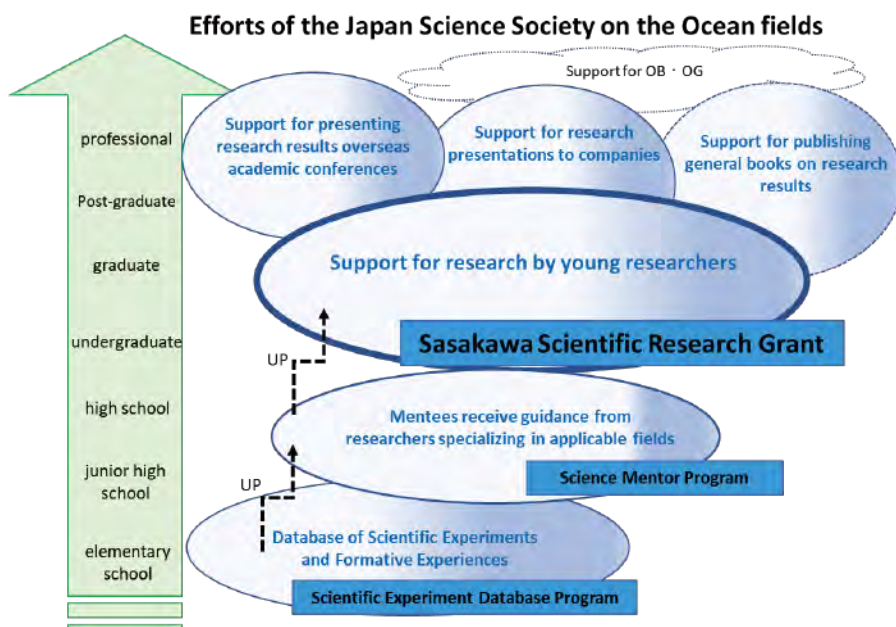 Efforts of the Japan Science Society on the Ocean fields
Support for OB・OG
professional
Post-graduate
graduate
undergraduate
high school
junior high
school
elementary
school
Support for presenting
research results overseas
academic conferences
Support for research
presentations to companies
Support for publishing
general books on research
results
Support for research by young researchers
Sasakawa Scientific Research Grant
UP
Mentees receive guidance from
researchers specializing in applicable fields
Science Mentor Program
UP
Database of Scientific Experiments
and Formative Experiences
Scientific Experiment Database Program